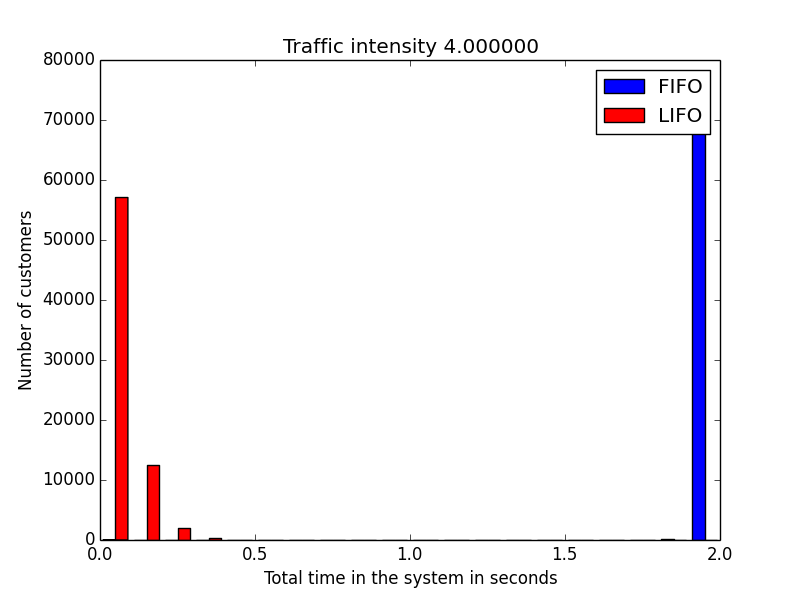 Traffic intensity 4.000000
80000
70000
60000
50000
40000
30000
20000
10000
0
Number of customers
FIFO
LIFO
0.0 0.5 1.0 1.5 2.0
Total time in the system in seconds